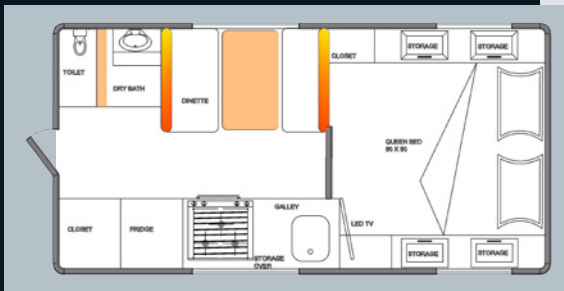 STORAGE
STORAGE
CLOSET
TOILET
DRY BATH
DINETTE
QUEEN BED
60 X 80
GALLEY
LED TV
CLOSET
FRIDGE
STORAGE
OVER
STORAGE
STORAGE